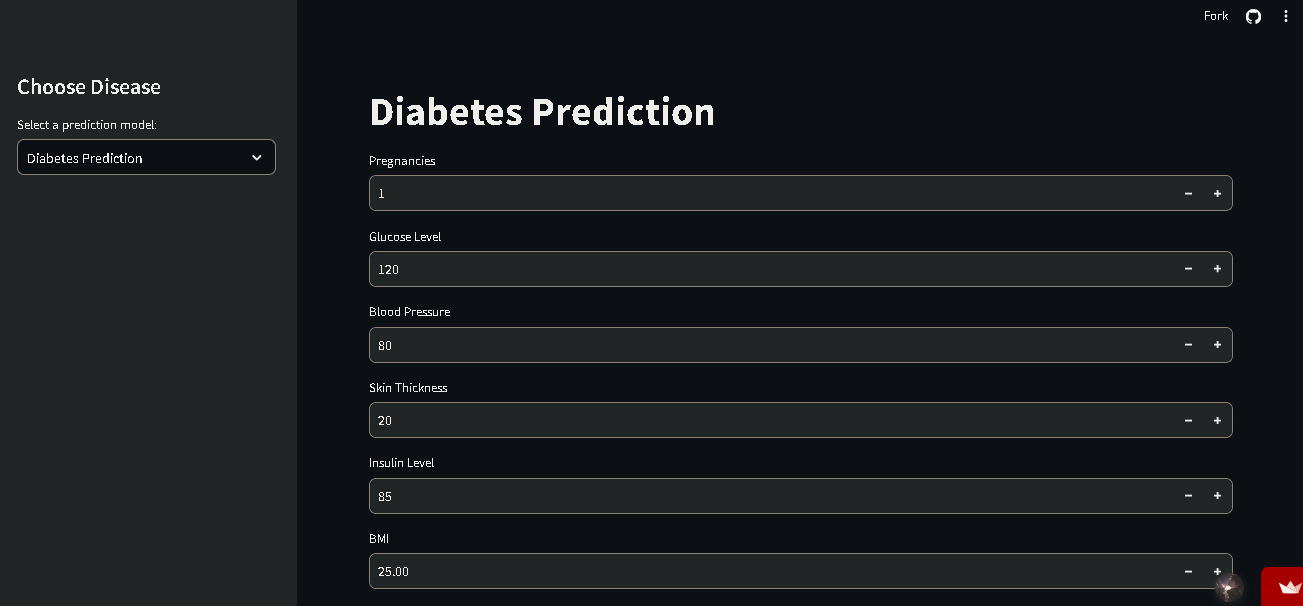 Fork
Choose Disease
Select a prediction model:
Diabetes Prediction
Diabetes Prediction
Pregnancies
1
Glucose Level
120
Blood Pressure
80
Skin Thickness
20
Insulin Level
85
BMI
25.00